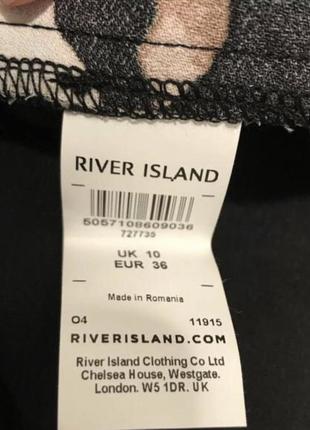 RIVER ISLAND
5057108609036
727735
UK 10
EUR 36
Made in Romania
04 11915
RIVERISLAND.COM
River Island Clothing Co Ltd
Chelsea House, Westgate.
London. W5 1DR. UK